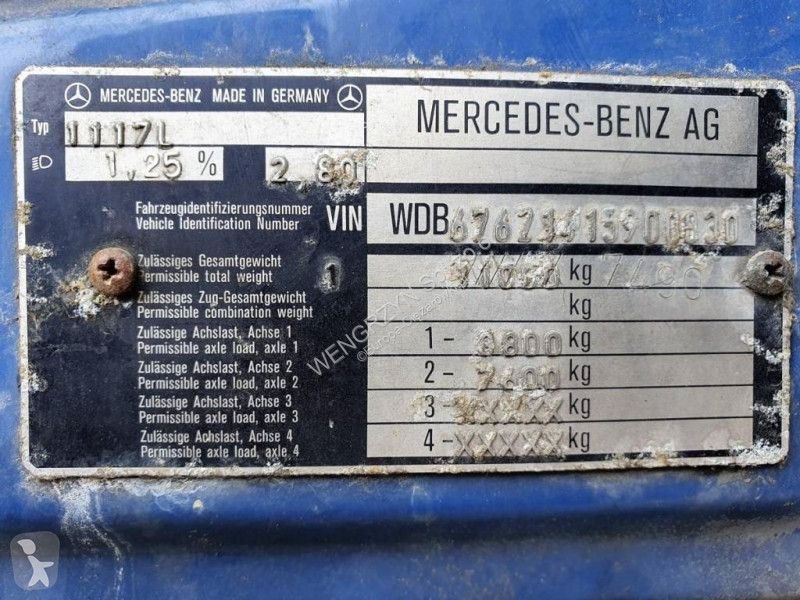 MERCEDES-BENZ MADE IN GERMANY
MERCEDES-BENZ AG
Typ 1117L
1,25 % 2,80
Fahrzeugidentifizierungsnummer
Vehicle Identification Number VIN WDB
Zulässiges Gesamtgewicht
Permissible total weight 1 kg 7490
Zulässiges Zug-Gesamtgewicht
Permissible combination weight kg
Zulässige Achslast, Achse 1
Permissible axle load, axle 1 1- 3800 kg
Zulässige Achslast, Achse 2
Permissible axle load, axle 2 2- 7600 kg
Zulässige Achslast, Achse 3
Permissible axle load, axle 3 3- XXXXX kg
Zulässige Achslast, Achse 4
Permissible axle load, axle 4 4- XXXXX kg